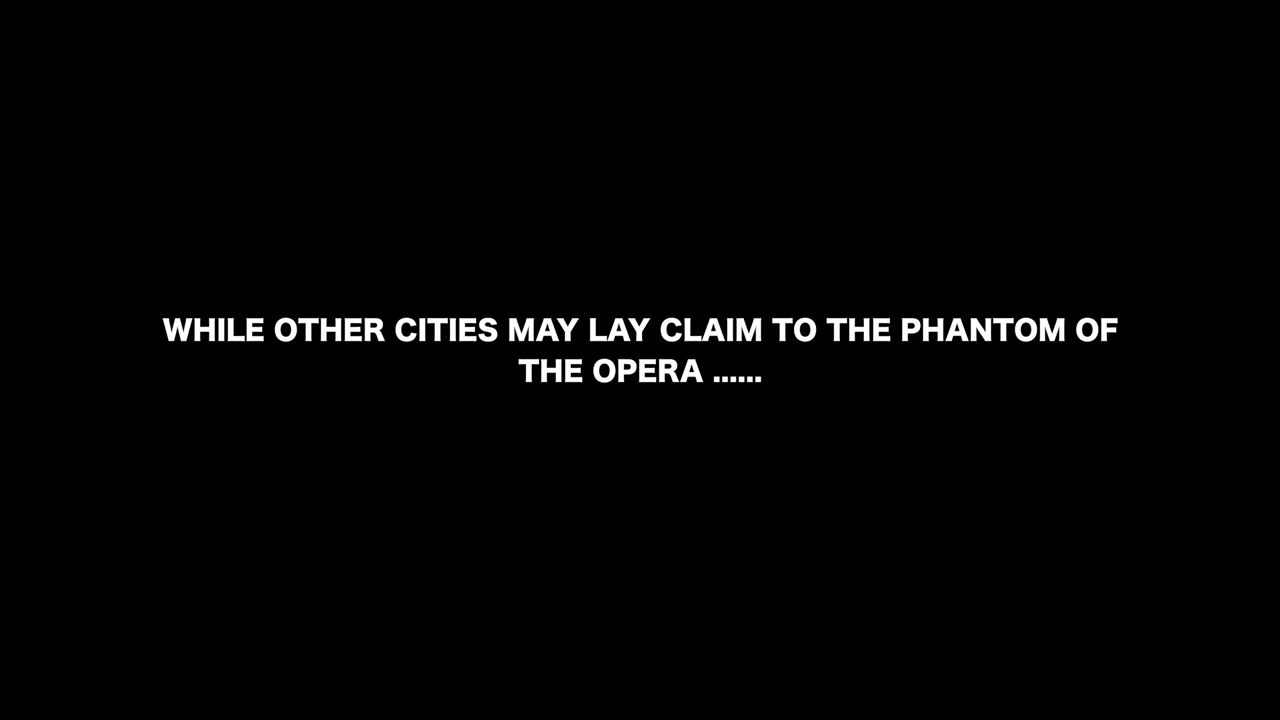 WHILE OTHER CITIES MAY LAY CLAIM TO THE PHANTOM OF
THE OPERA ......